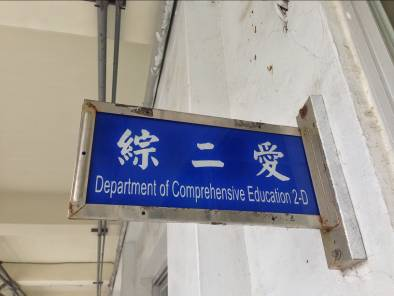 綜二愛
Department of Comprehensive Education 2-D